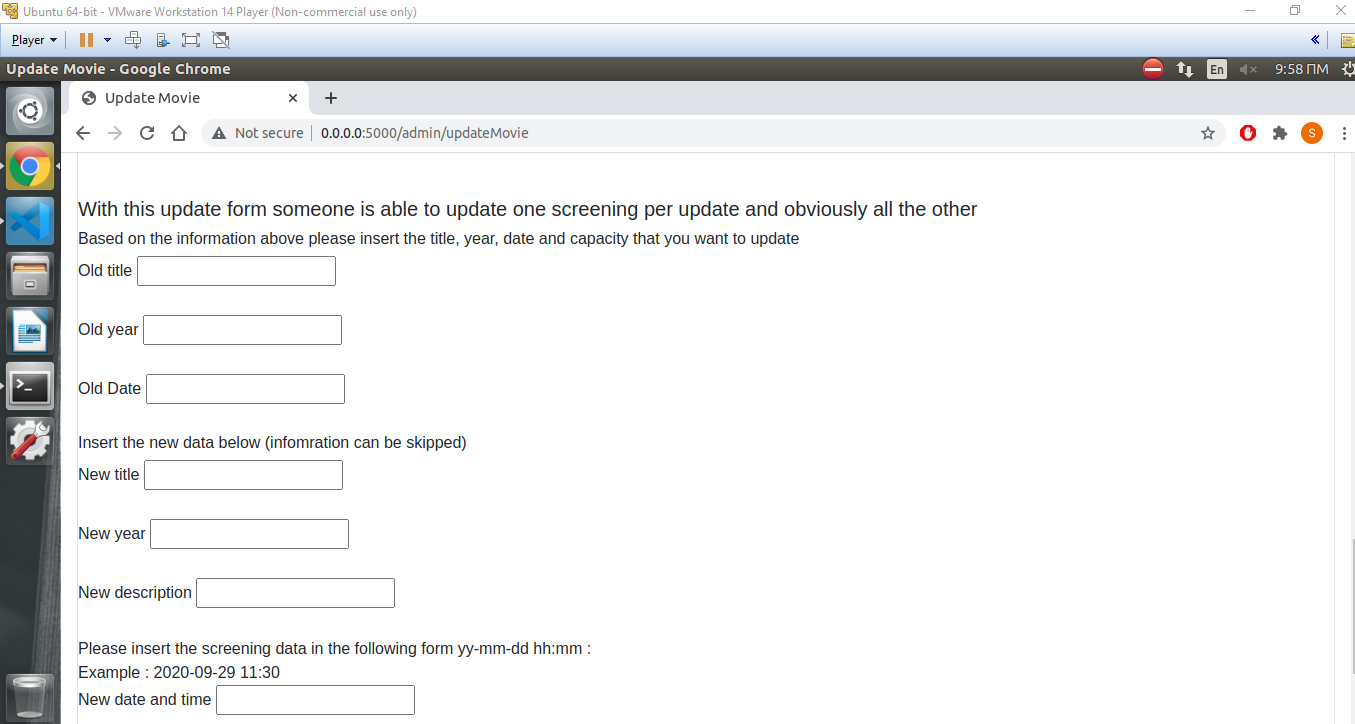 Ubuntu 64-bit - VMware Workstation 14 Player (Non-commercial use only)
Player
Update Movie - Google Chrome
En
9:58 ΠΜ
Update Movie
Not secure
0.0.0.0:5000/admin/updateMovie
S
With this update form someone is able to update one screening per update and obviously all the other
Based on the information above please insert the title, year, date and capacity that you want to update
Old title
Old year
Old Date
Insert the new data below (infomration can be skipped)
New title
New year
New description
Please insert the screening data in the following form yy-mm-dd hh:mm :
Example : 2020-09-29 11:30
New date and time